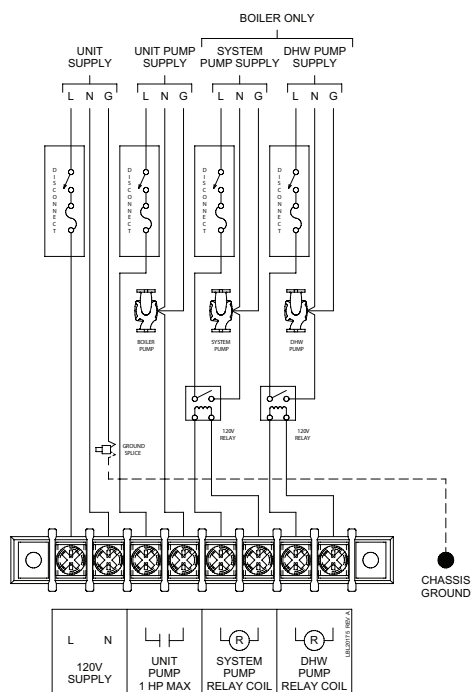 BOILER ONLY
UNIT SUPPLY
UNIT PUMP SUPPLY
SYSTEM PUMP SUPPLY
DHW PUMP SUPPLY
L N G
L N G
L N G
L N G
DISCONNECT
DISCONNECT
DISCONNECT
DISCONNECT
BOILER PUMP
SYSTEM PUMP
DHW PUMP
120V RELAY
120V RELAY
GROUND SPLICE
CHASSIS GROUND
L N
120V SUPPLY
UNIT PUMP 1 HP MAX
R
SYSTEM PUMP RELAY COIL
R
DHW PUMP RELAY COIL
LBL20175 REV A